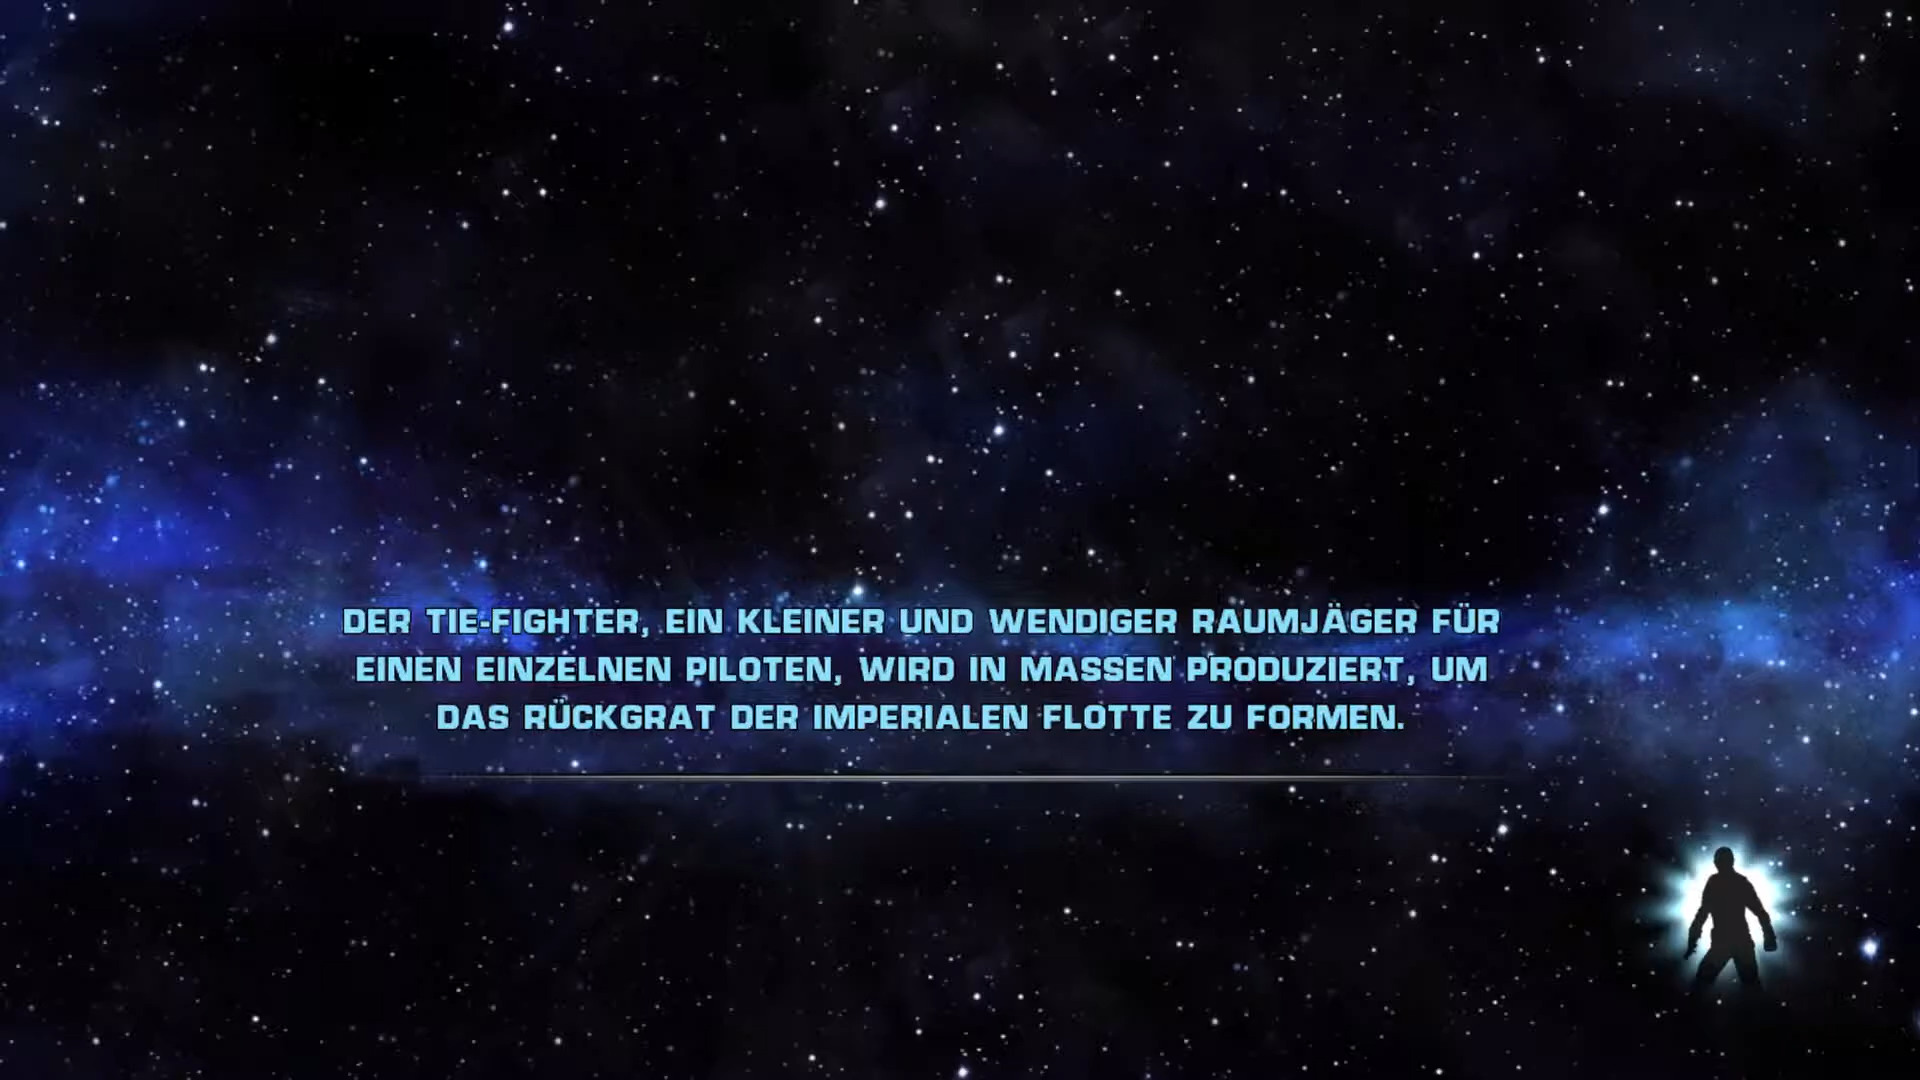 DER TIE-FIGHTER, EIN KLEINER UND WENDIGER RAUMJÄGER FÜR
EINEN EINZELNEN PILOTEN, WIRD IN MASSEN PRODUZIERT, UM
DAS RÜCKGRAT DER IMPERIALEN FLOTTE ZU FORMEN.